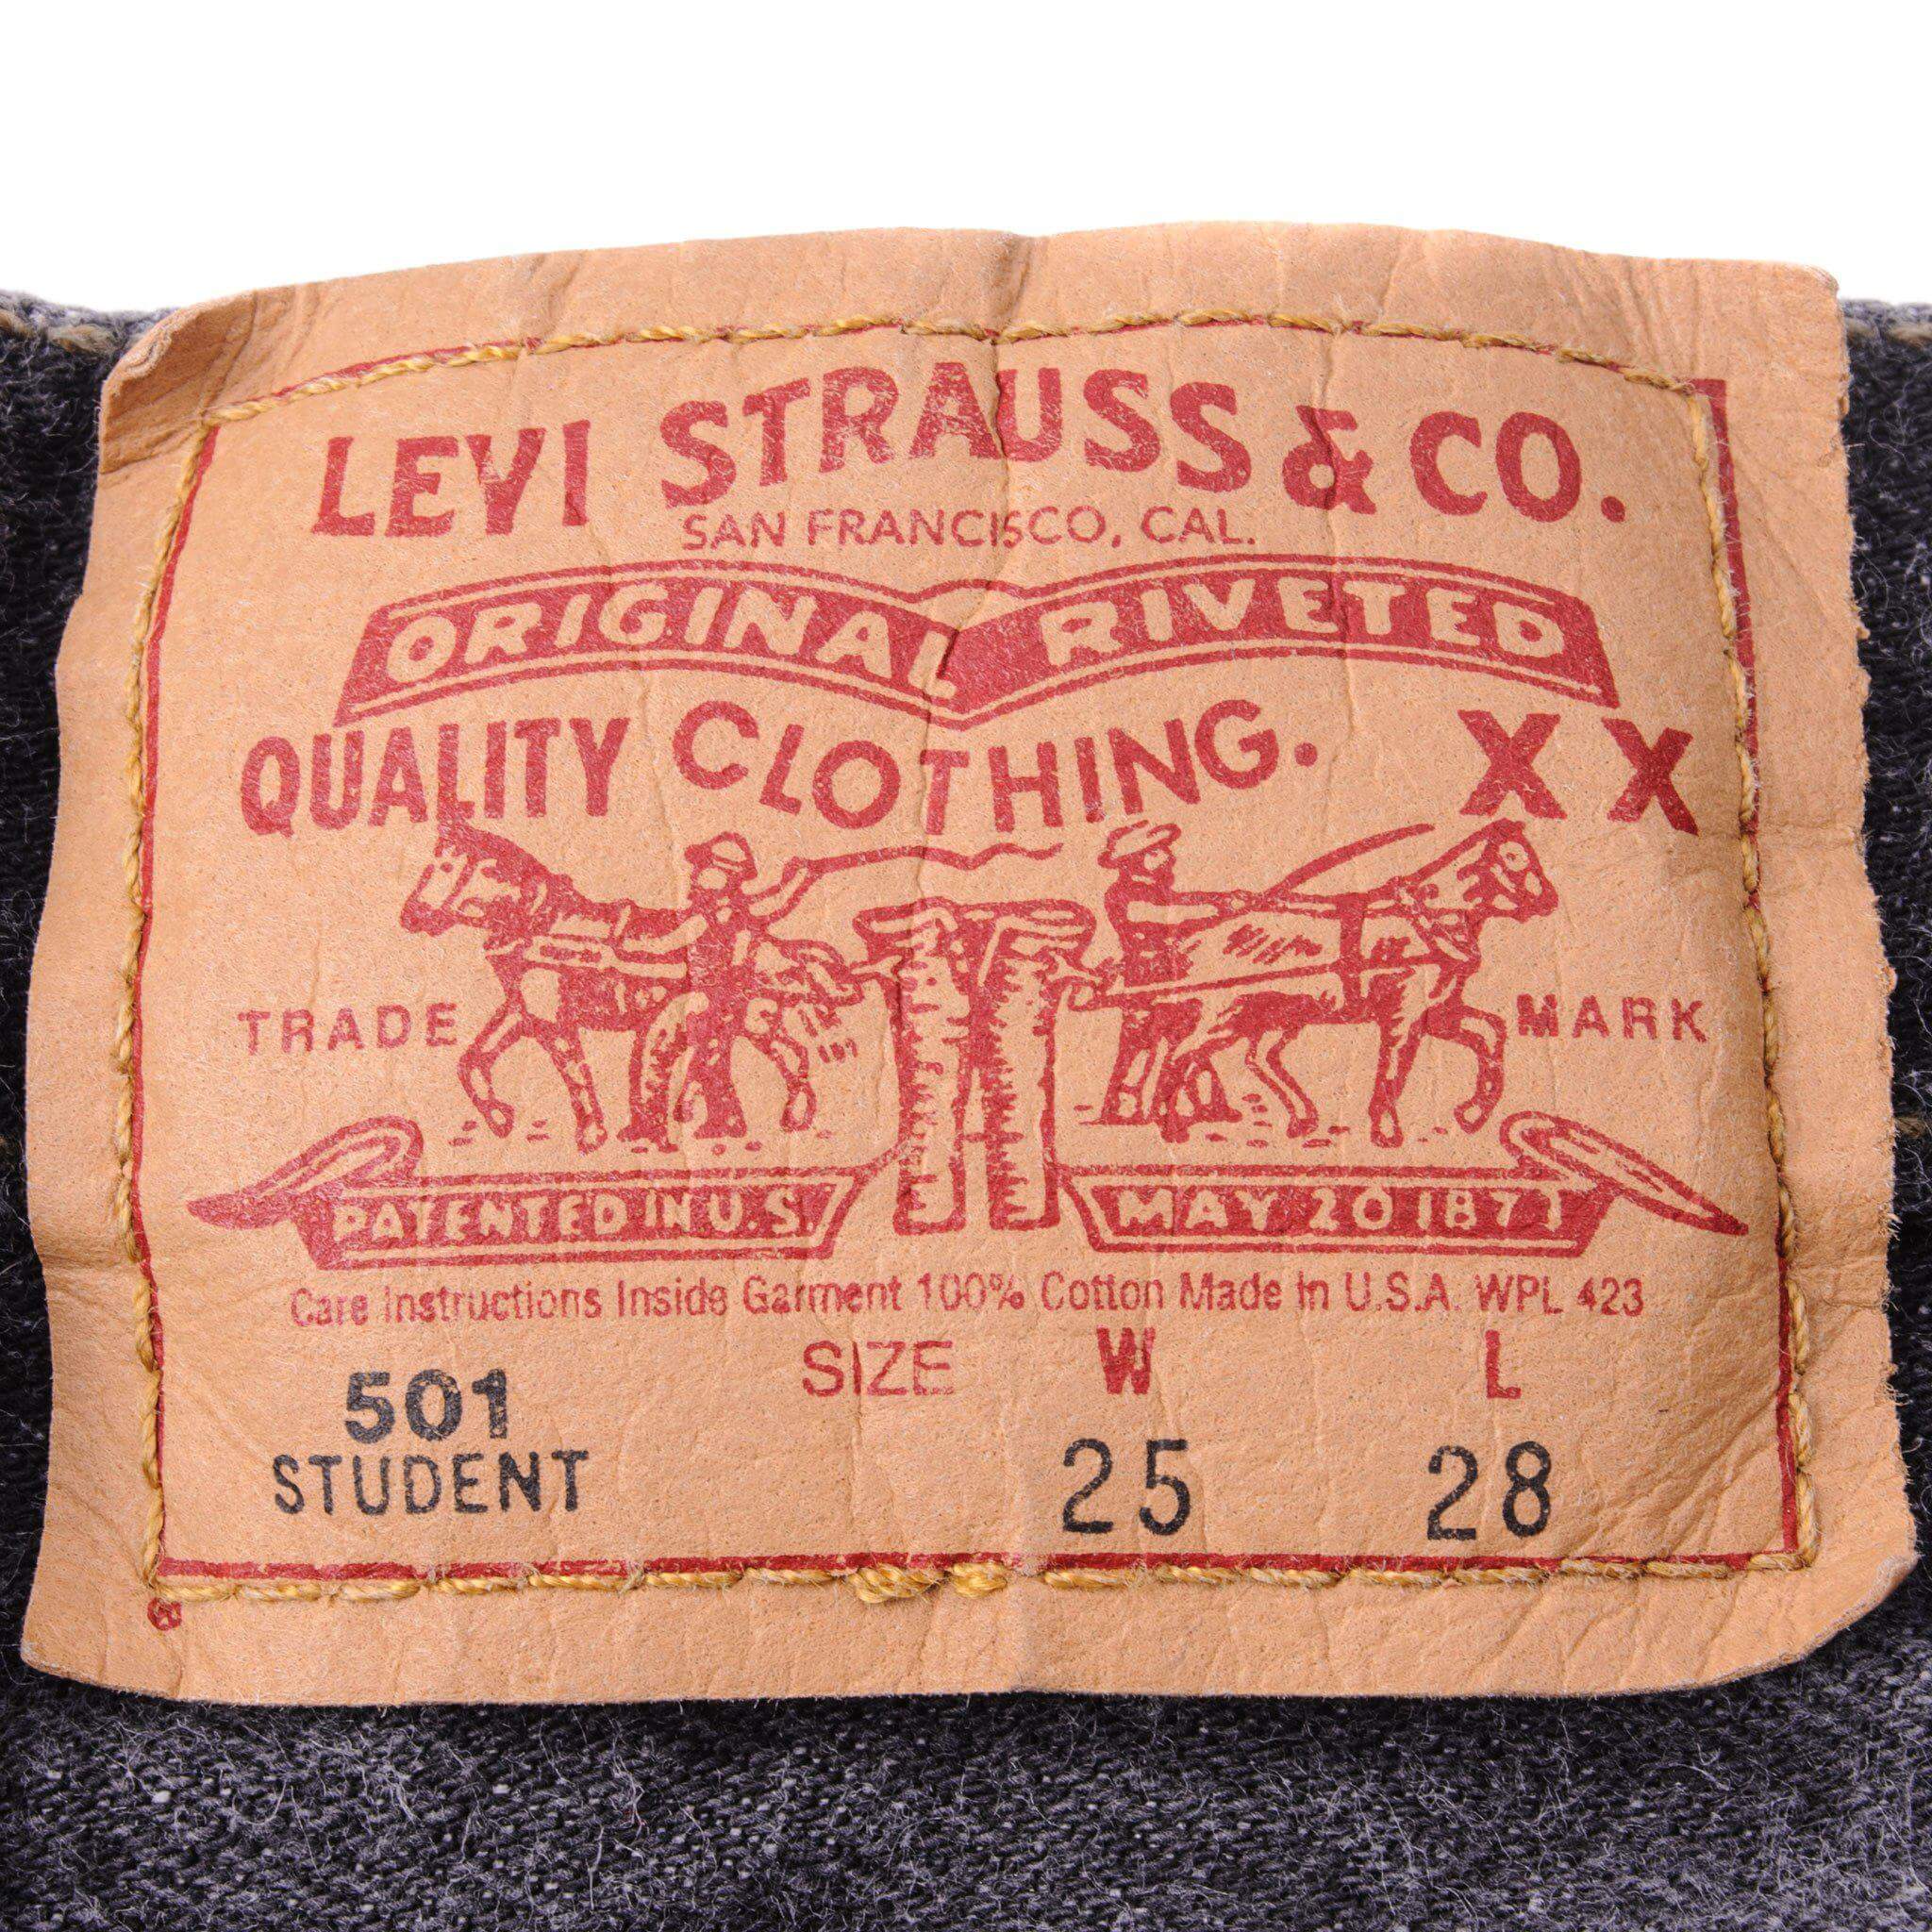 LEVI STRAUSS & CO.
SAN FRANCISCO, CAL.
ORIGINAL RIVETED
QUALITY CLOTHING. XX
TRADE MARK
PATENTED IN U.S. MAY 20 1871
Care Instructions Inside Garment 100% Cotton Made in U.S.A. WPL 423
SIZE W L
501
STUDENT 25 28